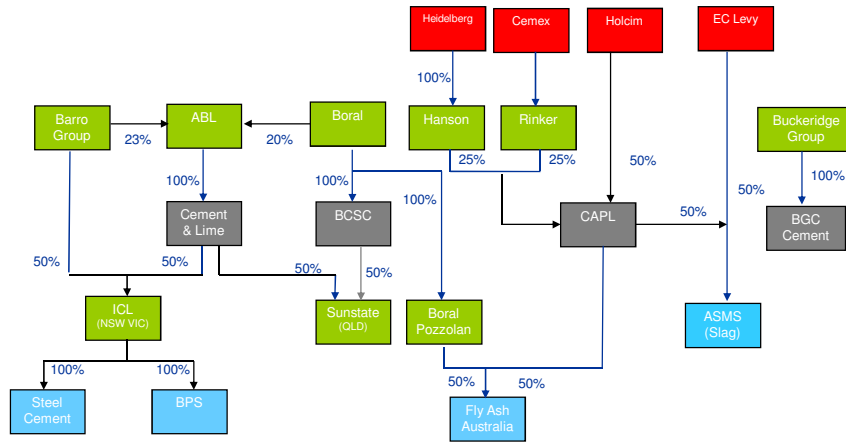 Heidelberg
Cemex
Holcim
EC Levy
100%
Barro
Group
ABL
Boral
Hanson
Rinker
Buckeridge
Group
23%
20%
25%
25%
50%
50%
100%
100%
100%
100%
Cement
& Lime
BCSC
CAPL
50%
BGC
Cement
50%
50%
50%
50%
ICL
(NSW VIC)
Sunstate
(QLD)
Boral
Pozzolan
ASMS
(Slag)
100%
100%
50%
50%
Steel
Cement
BPS
Fly Ash
Australia